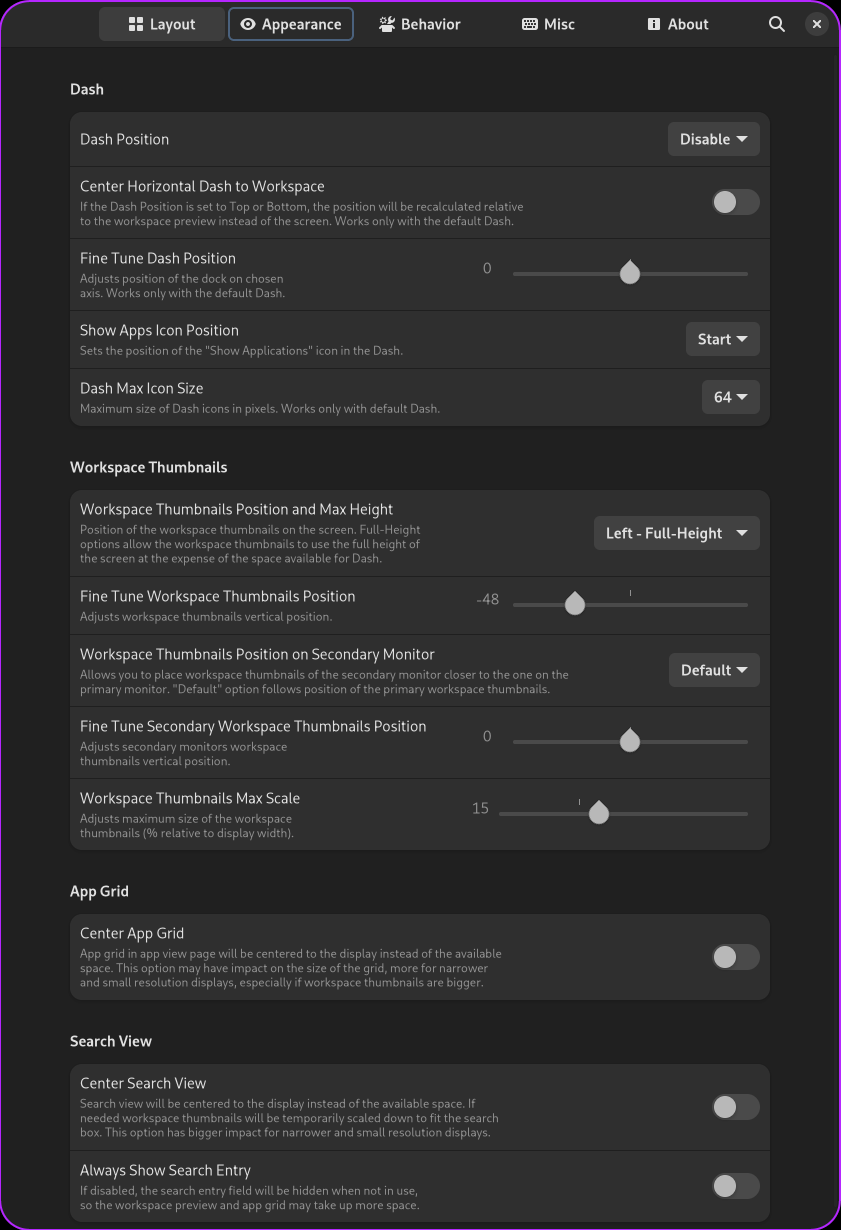 Layout
Appearance
Behavior
Misc
About
Dash
Dash Position
Disable
Center Horizontal Dash to Workspace
If the Dash Position is set to Top or Bottom, the position will be recalculated relative
to the workspace preview instead of the screen. Works only with the default Dash.
Fine Tune Dash Position
0
Adjusts position of the dock on chosen
axis. Works only with the default Dash.
Show Apps Icon Position
Sets the position of the "Show Applications" icon in the Dash.
Start
Dash Max Icon Size
Maximum size of Dash icons in pixels. Works only with default Dash.
64
Workspace Thumbnails
Workspace Thumbnails Position and Max Height
Position of the workspace thumbnails on the screen. Full-Height
options allow the workspace thumbnails to use the full height of
the screen at the expense of the space available for Dash.
Left - Full-Height
Fine Tune Workspace Thumbnails Position
-48
Adjusts workspace thumbnails vertical position.
Workspace Thumbnails Position on Secondary Monitor
Allows you to place workspace thumbnails of the secondary monitor closer to the one on the
primary monitor. "Default" option follows position of the primary workspace thumbnails.
Default
Fine Tune Secondary Workspace Thumbnails Position
0
Adjusts secondary monitors workspace
thumbnails vertical position.
Workspace Thumbnails Max Scale
15
Adjusts maximum size of the workspace
thumbnails (% relative to display width).
App Grid
Center App Grid
App grid in app view page will be centered to the display instead of the available
space. This option may have impact on the size of the grid, more for narrower
and small resolution displays, especially if workspace thumbnails are bigger.
Search View
Center Search View
Search view will be centered to the display instead of the available space. If
needed workspace thumbnails will be temporarily scaled down to fit the search
box. This option has bigger impact for narrower and small resolution displays.
Always Show Search Entry
If disabled, the search entry field will be hidden when not in use,
so the workspace preview and app grid may take up more space.